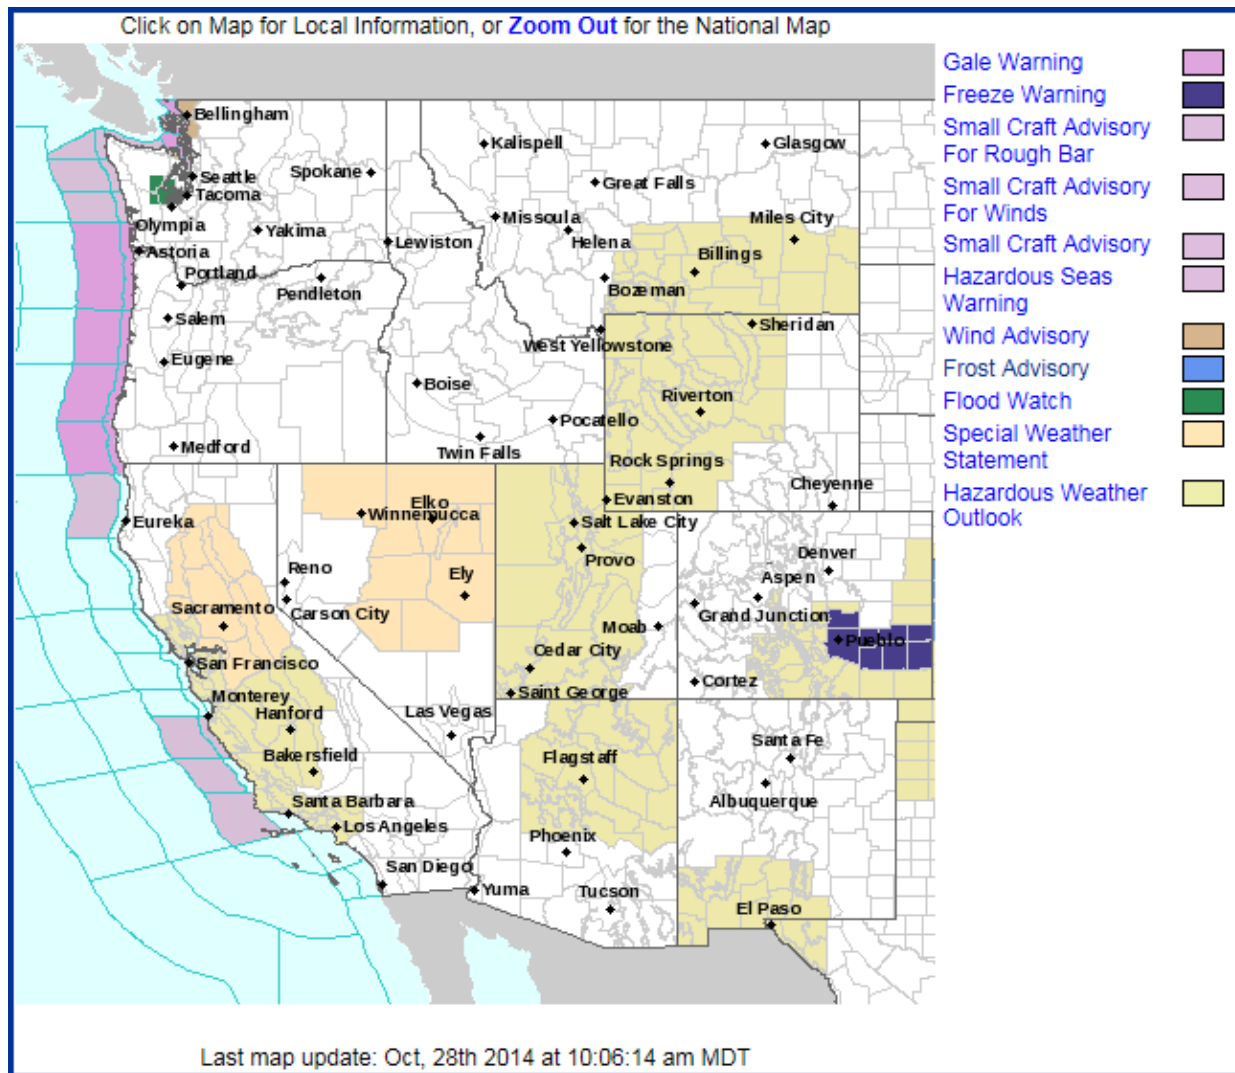 Click on Map for Local Information, or Zoom Out for the National Map
Gale Warning
Freeze Warning
Small Craft Advisory
For Rough Bar
Small Craft Advisory
For Winds
Small Craft Advisory
Hazardous Seas
Warning
Wind Advisory
Frost Advisory
Flood Watch
Special Weather
Statement
Hazardous Weather
Outlook
Bellingham
Kalispell
Glasgow
Seattle
Spokane
Tacoma
Great Falls
Olympia
Yakima
Missoula
Miles City
Astoria
Lewiston
Helena
Billings
Portland
Pendleton
Bozeman
Salem
Sheridan
West Yellowstone
Eugene
Boise
Riverton
Pocatello
Medford
Twin Falls
Rock Springs
Cheyenne
Evanston
Elko
Winnemucca
Eureka
Salt Lake City
Provo
Denver
Reno
Ely
Aspen
Carson City
Sacramento
Grand Junction
Moab
Pueblo
San Francisco
Cedar City
Cortez
Saint George
Monterey
Hanford
Las Vegas
Santa Fe
Bakersfield
Flagstaff
Albuquerque
Santa Barbara
Los Angeles
Phoenix
San Diego
Yuma
Tucson
El Paso
Last map update: Oct, 28th 2014 at 10:06:14 am MDT